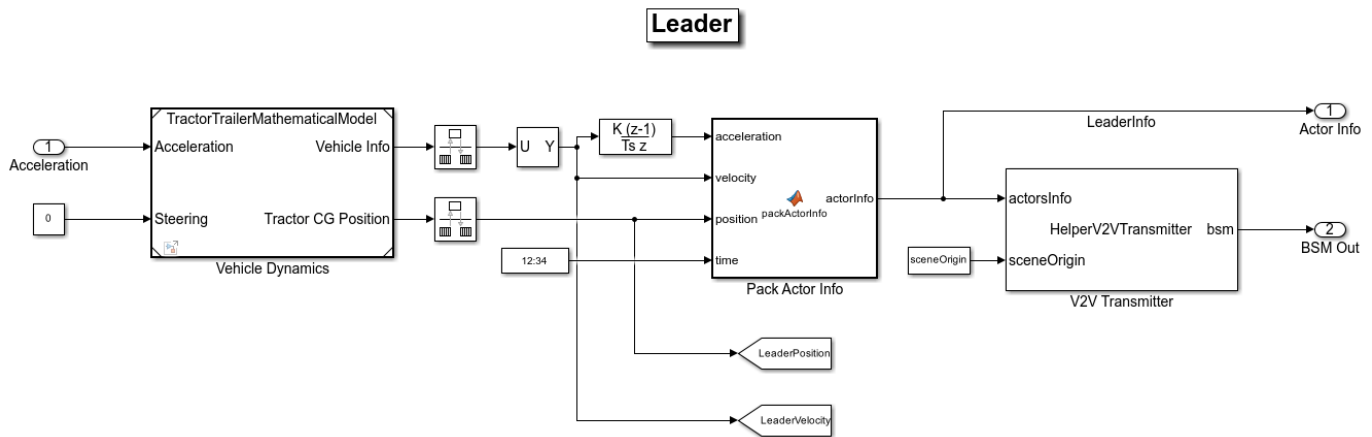 Leader
TractorTrailerMathematicalModel
1
Acceleration
Acceleration
Vehicle Info
0
Steering
Tractor CG Position
Vehicle Dynamics
U Y
K (z-1)
Ts z
acceleration
velocity
position
time
packActorInfo
actorInfo
Pack Actor Info
12:34
LeaderInfo
1
Actor Info
actorsInfo
HelperV2VTransmitter
bsm
sceneOrigin
sceneOrigin
V2V Transmitter
2
BSM Out
LeaderPosition
LeaderVelocity